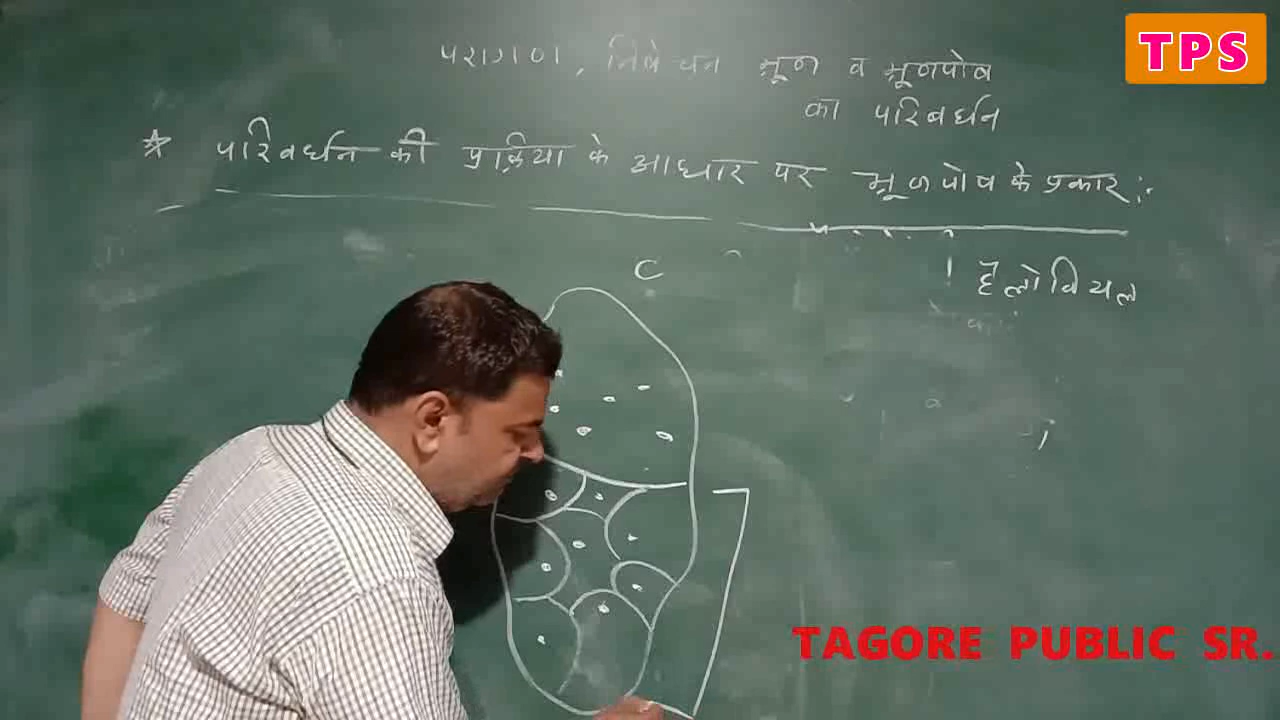 TPS
परागण, निषेचन भ्रूण व भ्रूणपोष
का परिवर्धन
* परिवर्धन की प्रक्रिया के आधार पर भ्रूणपोष के प्रकार :-
C
! हैलोवियल
TAGORE PUBLIC SR.